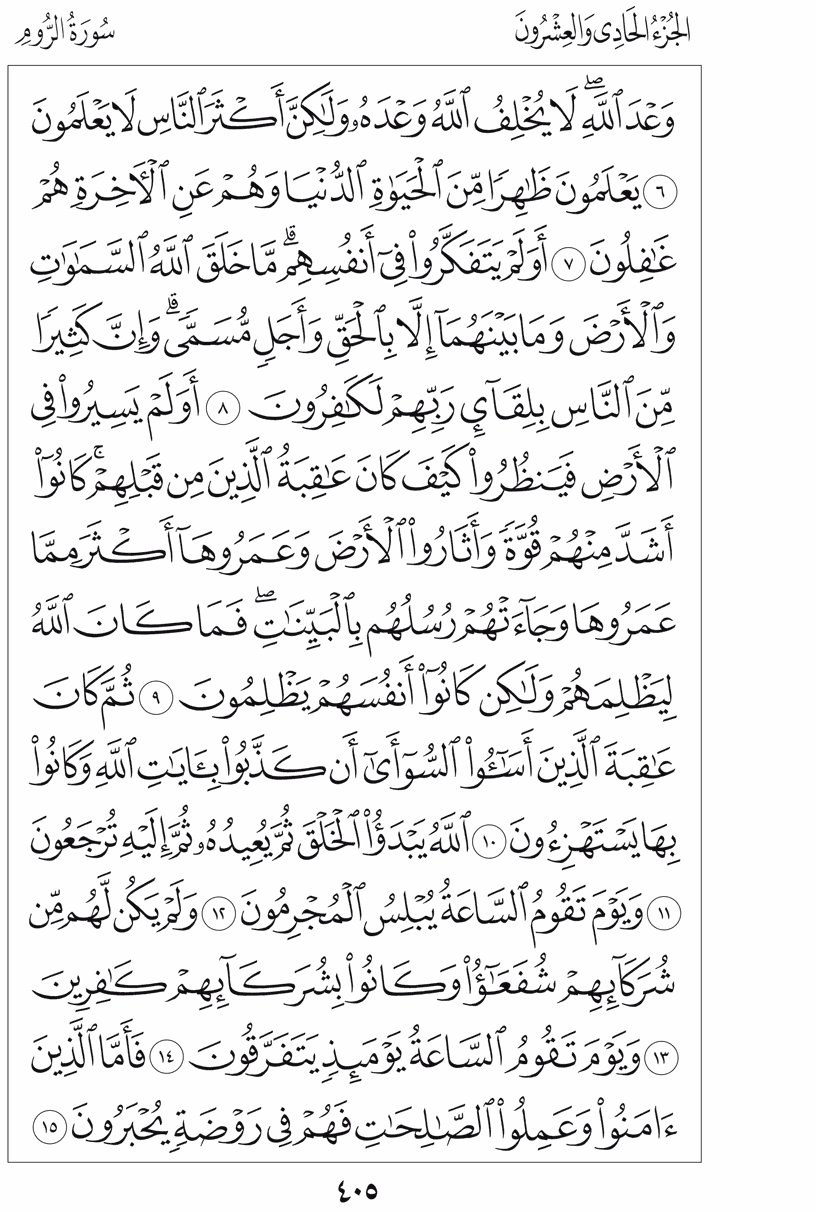 الجُزْءُ الحَادِى وَالعِشْرُونَ
سُورَةُ الرُّومِ
وَعْدَ ٱللَّهِۖ لَا يُخْلِفُ ٱللَّهُ وَعْدَهُۥ وَلَٰكِنَّ أَكْثَرَ ٱلنَّاسِ لَا يَعْلَمُونَ
٦ يَعْلَمُونَ ظَٰهِرًا مِّنَ ٱلْحَيَوٰةِ ٱلدُّنْيَا وَهُمْ عَنِ ٱلْأَخِرَةِ هُمْ
غَٰفِلُونَ ٧ أَوَلَمْ يَتَفَكَّرُوا۟ فِىٓ أَنفُسِهِمۗ مَّا خَلَقَ ٱللَّهُ ٱلسَّمَٰوَٰتِ
وَٱلْأَرْضَ وَمَا بَيْنَهُمَآ إِلَّا بِٱلْحَقِّ وَأَجَلٍ مُّسَمًّىۗ وَإِنَّ كَثِيرًا
مِّنَ ٱلنَّاسِ بِلِقَآئِ رَبِّهِمْ لَكَٰفِرُونَ ٨ أَوَلَمْ يَسِيرُوا۟ فِى
ٱلْأَرْضِ فَيَنظُرُوا۟ كَيْفَ كَانَ عَٰقِبَةُ ٱلَّذِينَ مِن قَبْلِهِمْۚ كَانُوٓا۟
أَشَدَّ مِنْهُمْ قُوَّةً وَأَثَارُوا۟ ٱلْأَرْضَ وَعَمَرُوهَآ أَكْثَرَ مِمَّا
عَمَرُوهَا وَجَآءَتْهُمْ رُسُلُهُم بِٱلْبَيِّنَٰتِۖ فَمَا كَانَ ٱللَّهُ
لِيَظْلِمَهُمْ وَلَٰكِن كَانُوٓا۟ أَنفُسَهُمْ يَظْلِمُونَ ٩ ثُمَّ كَانَ
عَٰقِبَةَ ٱلَّذِينَ أَسَٰٓـُٔوا۟ ٱلسُّوٓأَىٰٓ أَن كَذَّبُوا۟ بِـَٔايَٰتِ ٱللَّهِ وَكَانُوا۟
بِهَا يَسْتَهْزِءُونَ ١٠ ٱللَّهُ يَبْدَؤُا۟ ٱلْخَلْقَ ثُمَّ يُعِيدُهُۥ ثُمَّ إِلَيْهِ تُرْجَعُونَ
١١ وَيَوْمَ تَقُومُ ٱلسَّاعَةُ يُبْلِسُ ٱلْمُجْرِمُونَ ١٢ وَلَمْ يَكُن لَّهُم مِّن
شُرَكَآئِهِمْ شُفَعَٰٓؤُا۟ وَكَانُوا۟ بِشُرَكَآئِهِمْ كَٰفِرِينَ
١٣ وَيَوْمَ تَقُومُ ٱلسَّاعَةُ يَوْمَئِذٍ يَتَفَرَّقُونَ ١٤ فَأَمَّا ٱلَّذِينَ
ءَامَنُوا۟ وَعَمِلُوا۟ ٱلصَّٰلِحَٰتِ فَهُمْ فِى رَوْضَةٍ يُحْبَرُونَ ١٥
٤٠٥